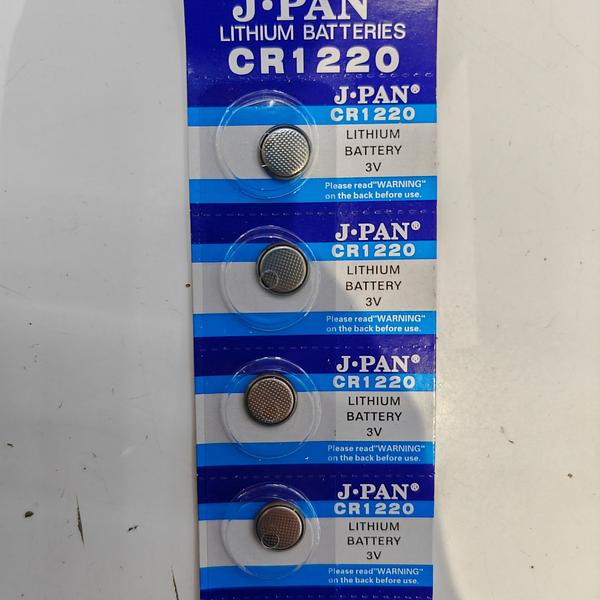 J·PAN
LITHIUM BATTERIES
CR1220
J·PAN®
CR1220
LITHIUM
BATTERY
3V
Please read"WARNING"
on the back before use.
J·PAN®
CR1220
LITHIUM
BATTERY
3V
Please read"WARNING"
on the back before use.
J·PAN®
CR1220
LITHIUM
BATTERY
3V
Please read"WARNING"
on the back before use.
J·PAN®
CR1220
LITHIUM
BATTERY
3V
Please read"WARNING"
on the back before use.